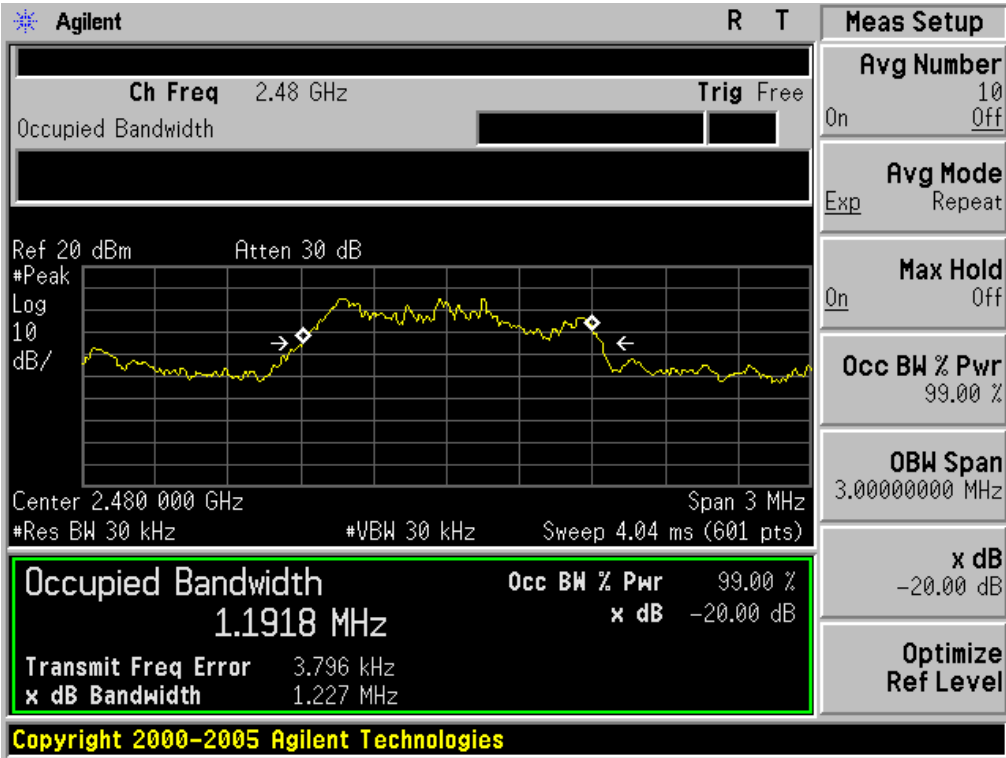 Agilent R T
Ch Freq 2.48 GHz Trig Free
Occupied Bandwidth
Ref 20 dBm Atten 30 dB
#Peak
Log
10
dB/
Center 2.480 000 GHz Span 3 MHz
#Res BW 30 kHz #VBW 30 kHz Sweep 4.04 ms (601 pts)
Occupied Bandwidth Occ BW % Pwr 99.00 %
1.1918 MHz x dB -20.00 dB
Transmit Freq Error 3.796 kHz
x dB Bandwidth 1.227 MHz
Copyright 2000-2005 Agilent Technologies
Meas Setup
Avg Number
10
On Off
Avg Mode
Exp Repeat
Max Hold
On Off
Occ BW % Pwr
99.00 %
OBW Span
3.00000000 MHz
x dB
-20.00 dB
Optimize
Ref Level